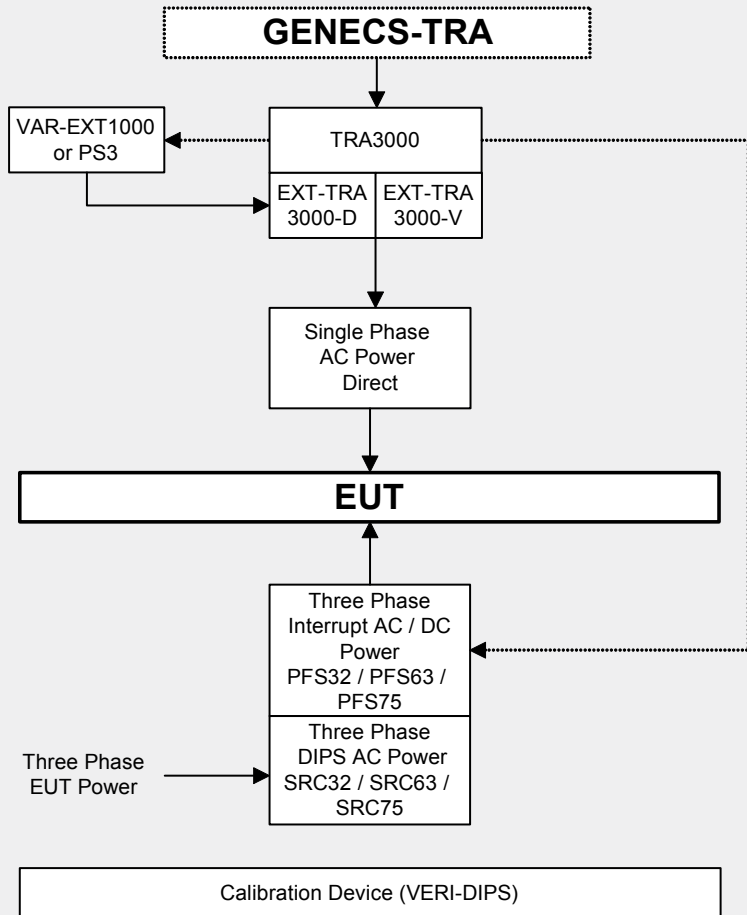 GENECS-TRA
VAR-EXT1000
or PS3
TRA3000
EXT-TRA
3000-D
EXT-TRA
3000-V
Single Phase
AC Power
Direct
EUT
Three Phase
Interrupt AC / DC
Power
PFS32 / PFS63 /
PFS75
Three Phase
DIPS AC Power
SRC32 / SRC63 /
SRC75
Three Phase
EUT Power
Calibration Device (VERI-DIPS)